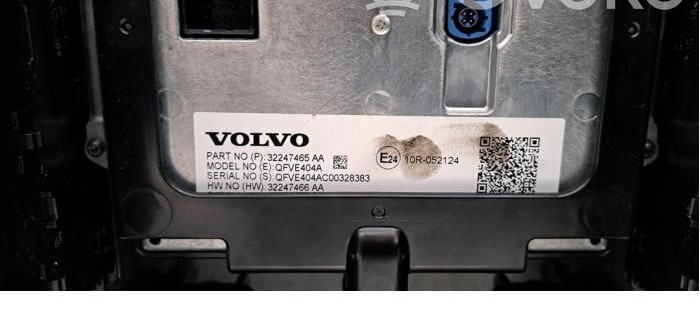 VOLVO
PART NO (P): 32247465 AA
MODEL NO (E): QFVE404A
SERIAL NO (S): QFVE404AC00328383
HW NO (HW): 32247466 AA
E24 10R-052124